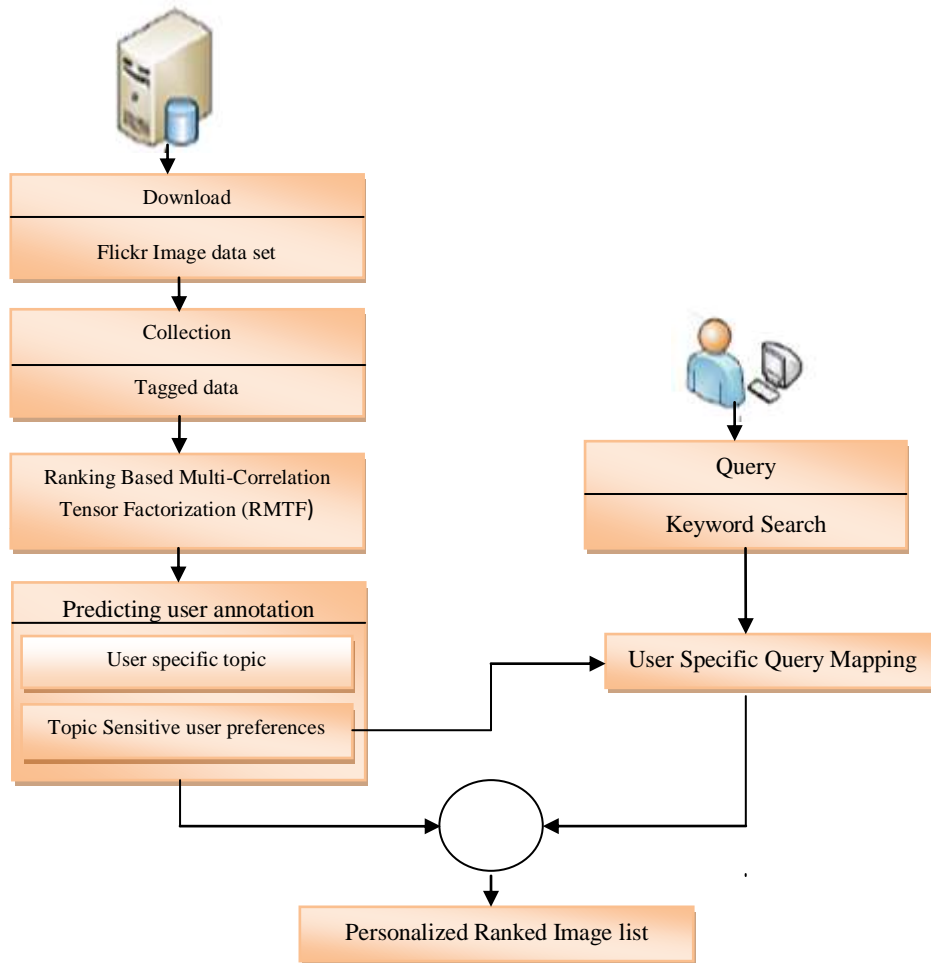 Download
Flickr Image data set
Collection
Tagged data
Ranking Based Multi-Correlation
Tensor Factorization (RMTF)
Predicting user annotation
User specific topic
Topic Sensitive user preferences
Query
Keyword Search
User Specific Query Mapping
Personalized Ranked Image list